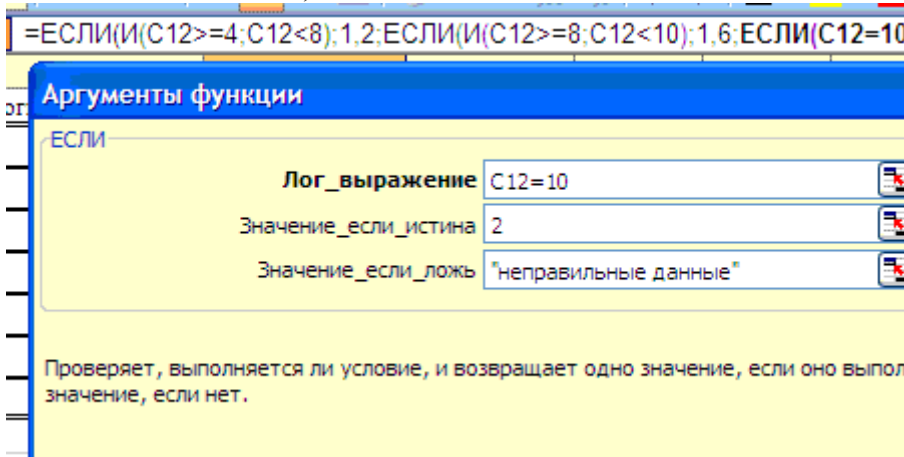 =ЕСЛИ(И(C12>=4;C12<8);1,2;ЕСЛИ(И(C12>=8;C12<10);1,6;ЕСЛИ(C12=10
Аргументы функции
ЕСЛИ
Лог_выражение C12=10
Значение_если_истина 2
Значение_если_ложь "неправильные данные"
Проверяет, выполняется ли условие, и возвращает одно значение, если оно выпол
значение, если нет.